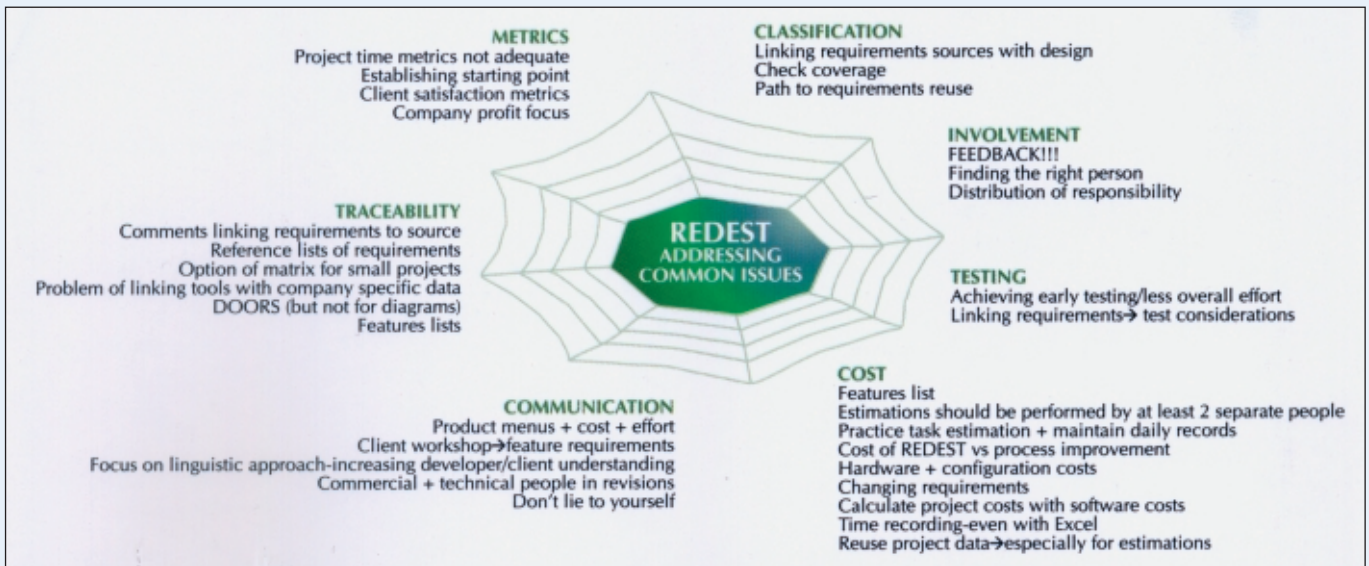 METRICS
Project time metrics not adequate
Establishing starting point
Client satisfaction metrics
Company profit focus
CLASSIFICATION
Linking requirements sources with design
Check coverage
Path to requirements reuse
INVOLVEMENT
FEEDBACK!!!
Finding the right person
Distribution of responsibility
TRACEABILITY
Comments linking requirements to source
Reference lists of requirements
Option of matrix for small projects
Problem of linking tools with company specific data
DOORS (but not for diagrams)
Features lists
REDEST
ADDRESSING
COMMON ISSUES
TESTING
Achieving early testing/less overall effort
Linking requirements→ test considerations
COMMUNICATION
Product menus + cost + effort
Client workshop→feature requirements
Focus on linguistic approach-increasing developer/client understanding
Commercial + technical people in revisions
Don't lie to yourself
COST
Features list
Estimations should be performed by at least 2 separate people
Practice task estimation + maintain daily records
Cost of REDEST vs process improvement
Hardware + configuration costs
Changing requirements
Calculate project costs with software costs
Time recording-even with Excel
Reuse project data→especially for estimations